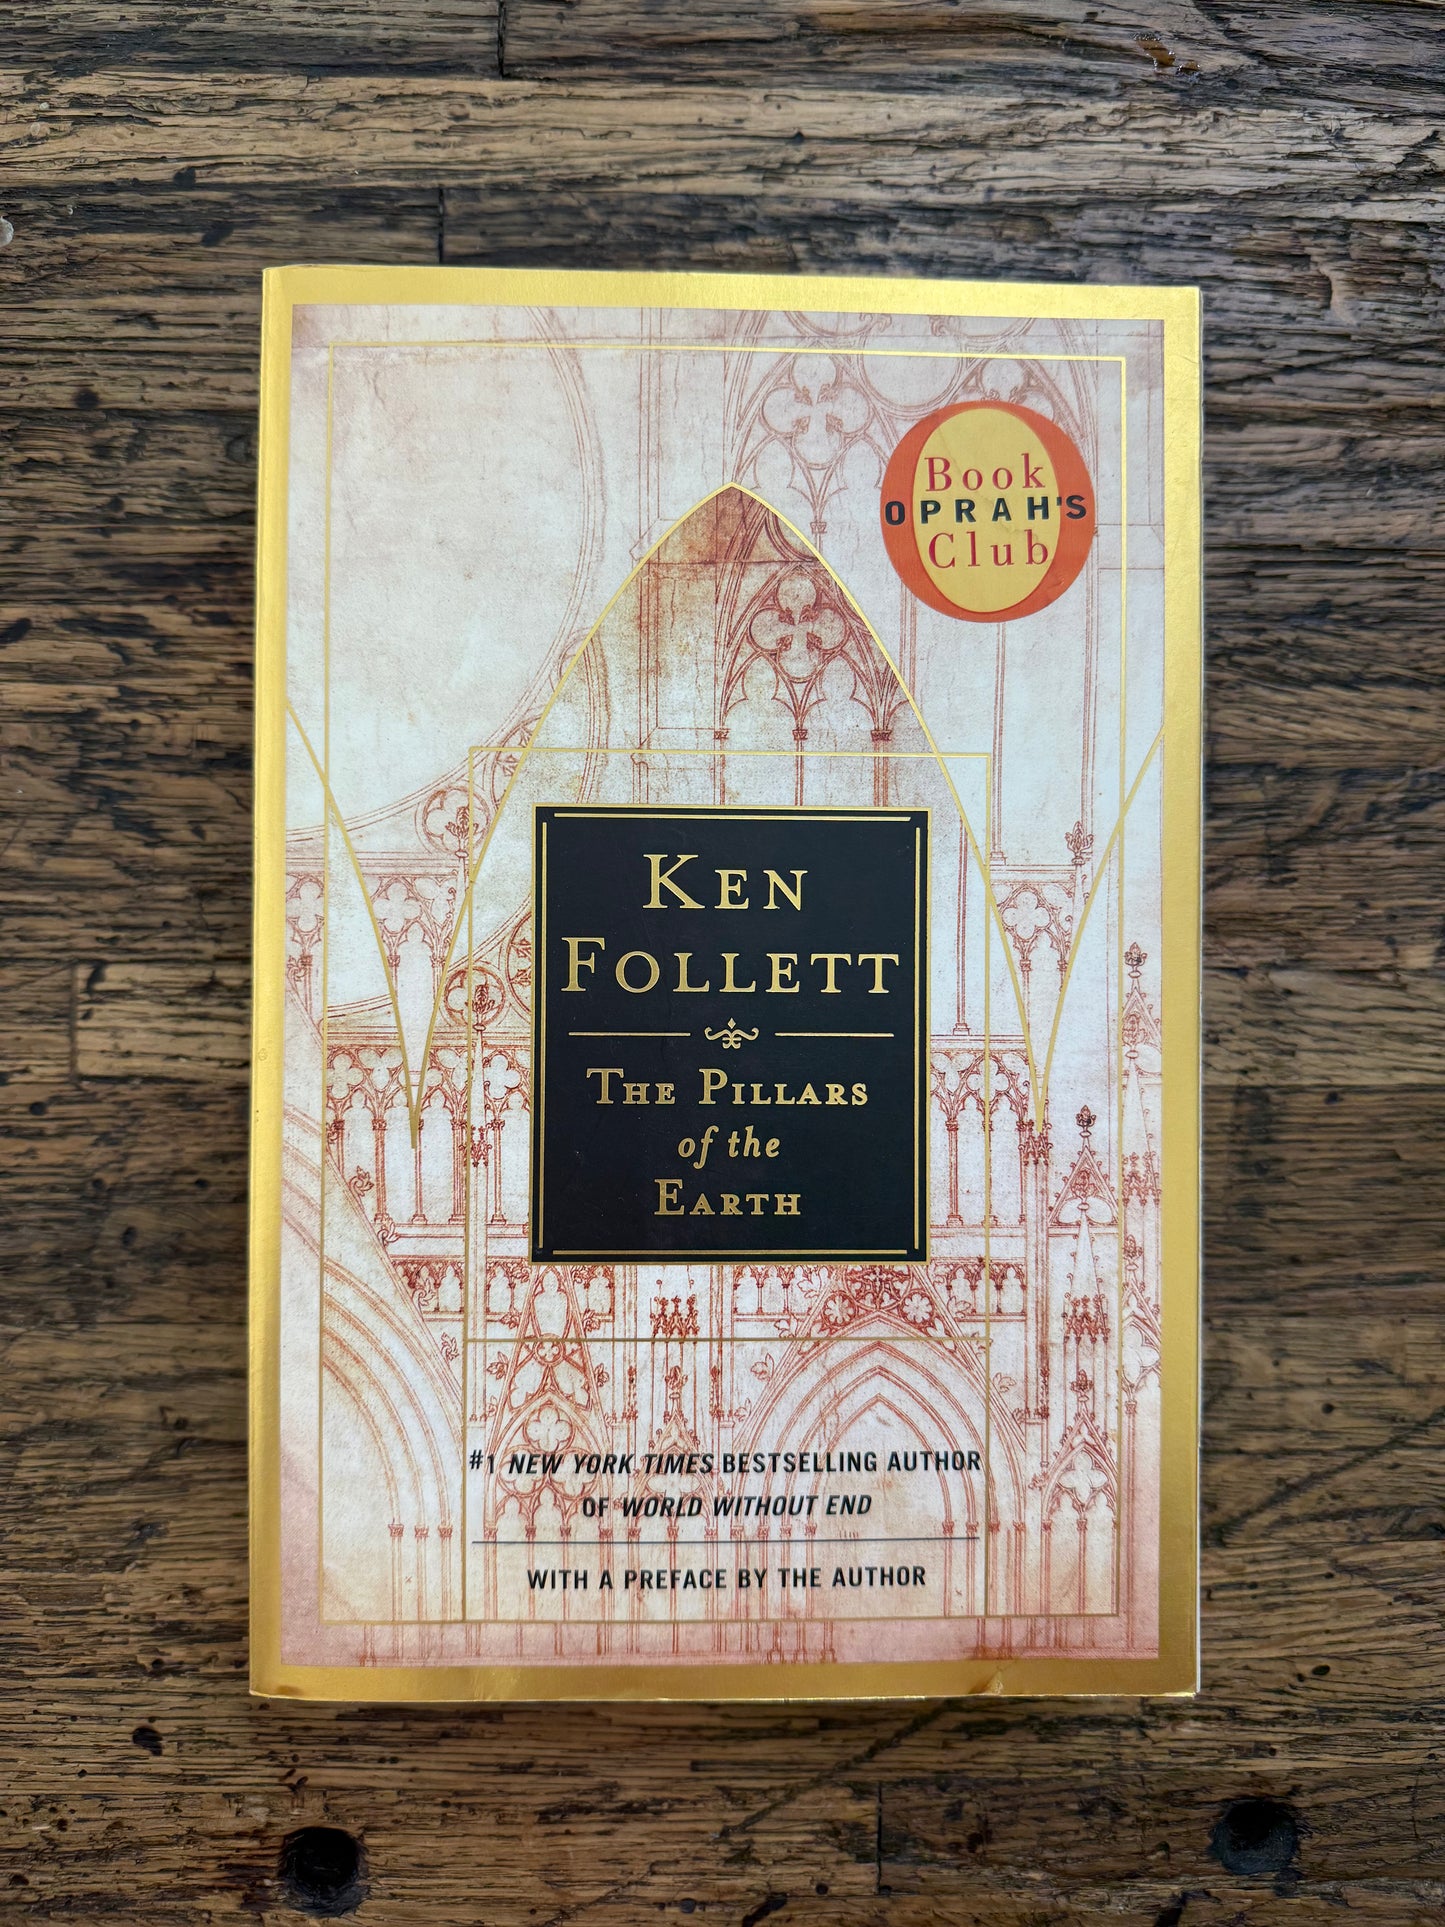 Book
OPRAH'S
Club
KEN
FOLLETT
THE PILLARS
of the
EARTH
#1 NEW YORK TIMES BESTSELLING AUTHOR
OF WORLD WITHOUT END
WITH A PREFACE BY THE AUTHOR